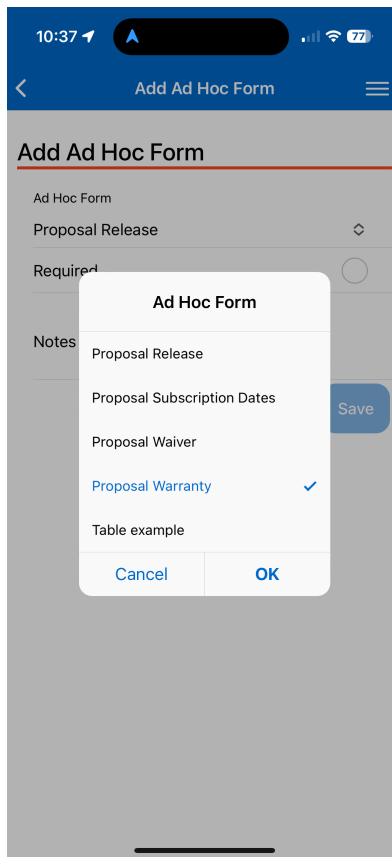 10:37
77
Add Ad Hoc Form
Add Ad Hoc Form
Ad Hoc Form
Proposal Release
Required
Ad Hoc Form
Proposal Release
Notes
Proposal Subscription Dates
Save
Proposal Waiver
Proposal Warranty
Table example
Cancel
OK